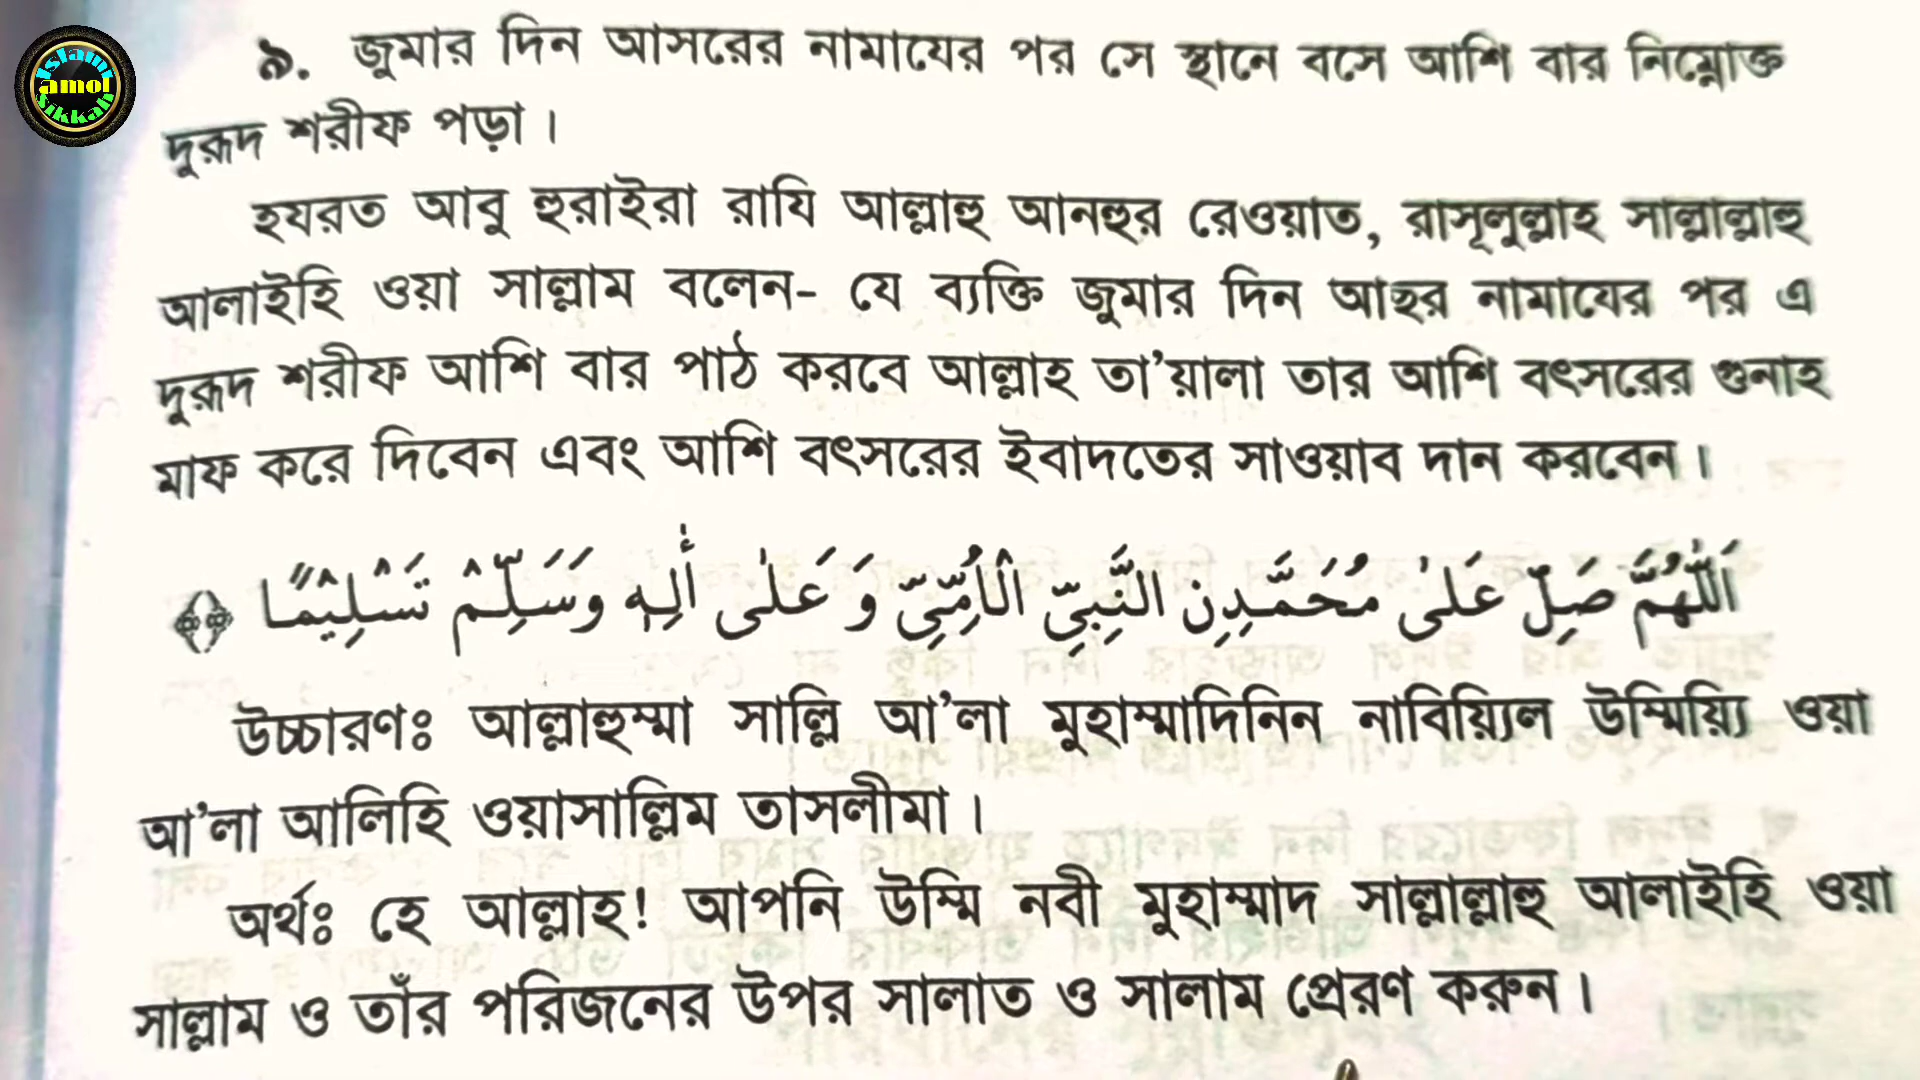 Islami
amol
Sikkah
৯. জুমার দিন আসরের নামাযের পর সে স্থানে বসে আশি বার নিম্নোক্ত
দুরূদ শরীফ পড়া।
হযরত আবু হুরাইরা রাযি আল্লাহু আনহুর রেওয়াত, রাসূলুল্লাহ সাল্লাল্লাহু
আলাইহি ওয়া সাল্লাম বলেন- যে ব্যক্তি জুমার দিন আছর নামাযের পর এ
দুরূদ শরীফ আশি বার পাঠ করবে আল্লাহ তা’য়ালা তার আশি বৎসরের গুনাহ
মাফ করে দিবেন এবং আশি বৎসরের ইবাদতের সাওয়াব দান করবেন।
اَللّٰهُمَّ صَلِّ عَلٰى مُحَمَّدِنِ النَّبِيِّ الْاُمِّيِّ وَ عَلٰى أٰلِهٖ وَسَلِّمْ تَسْلِيْمًا
উচ্চারণঃ আল্লাহুম্মা সাল্লি আ’লা মুহাম্মাদিনিন নাবিয়্যিল উম্মিয়্যি ওয়া
আ’লা আলিহি ওয়াসাল্লিম তাসলীমা।
অর্থঃ হে আল্লাহ! আপনি উম্মি নবী মুহাম্মাদ সাল্লাল্লাহু আলাইহি ওয়া
সাল্লাম ও তাঁর পরিজনের উপর সালাত ও সালাম প্রেরণ করুন।